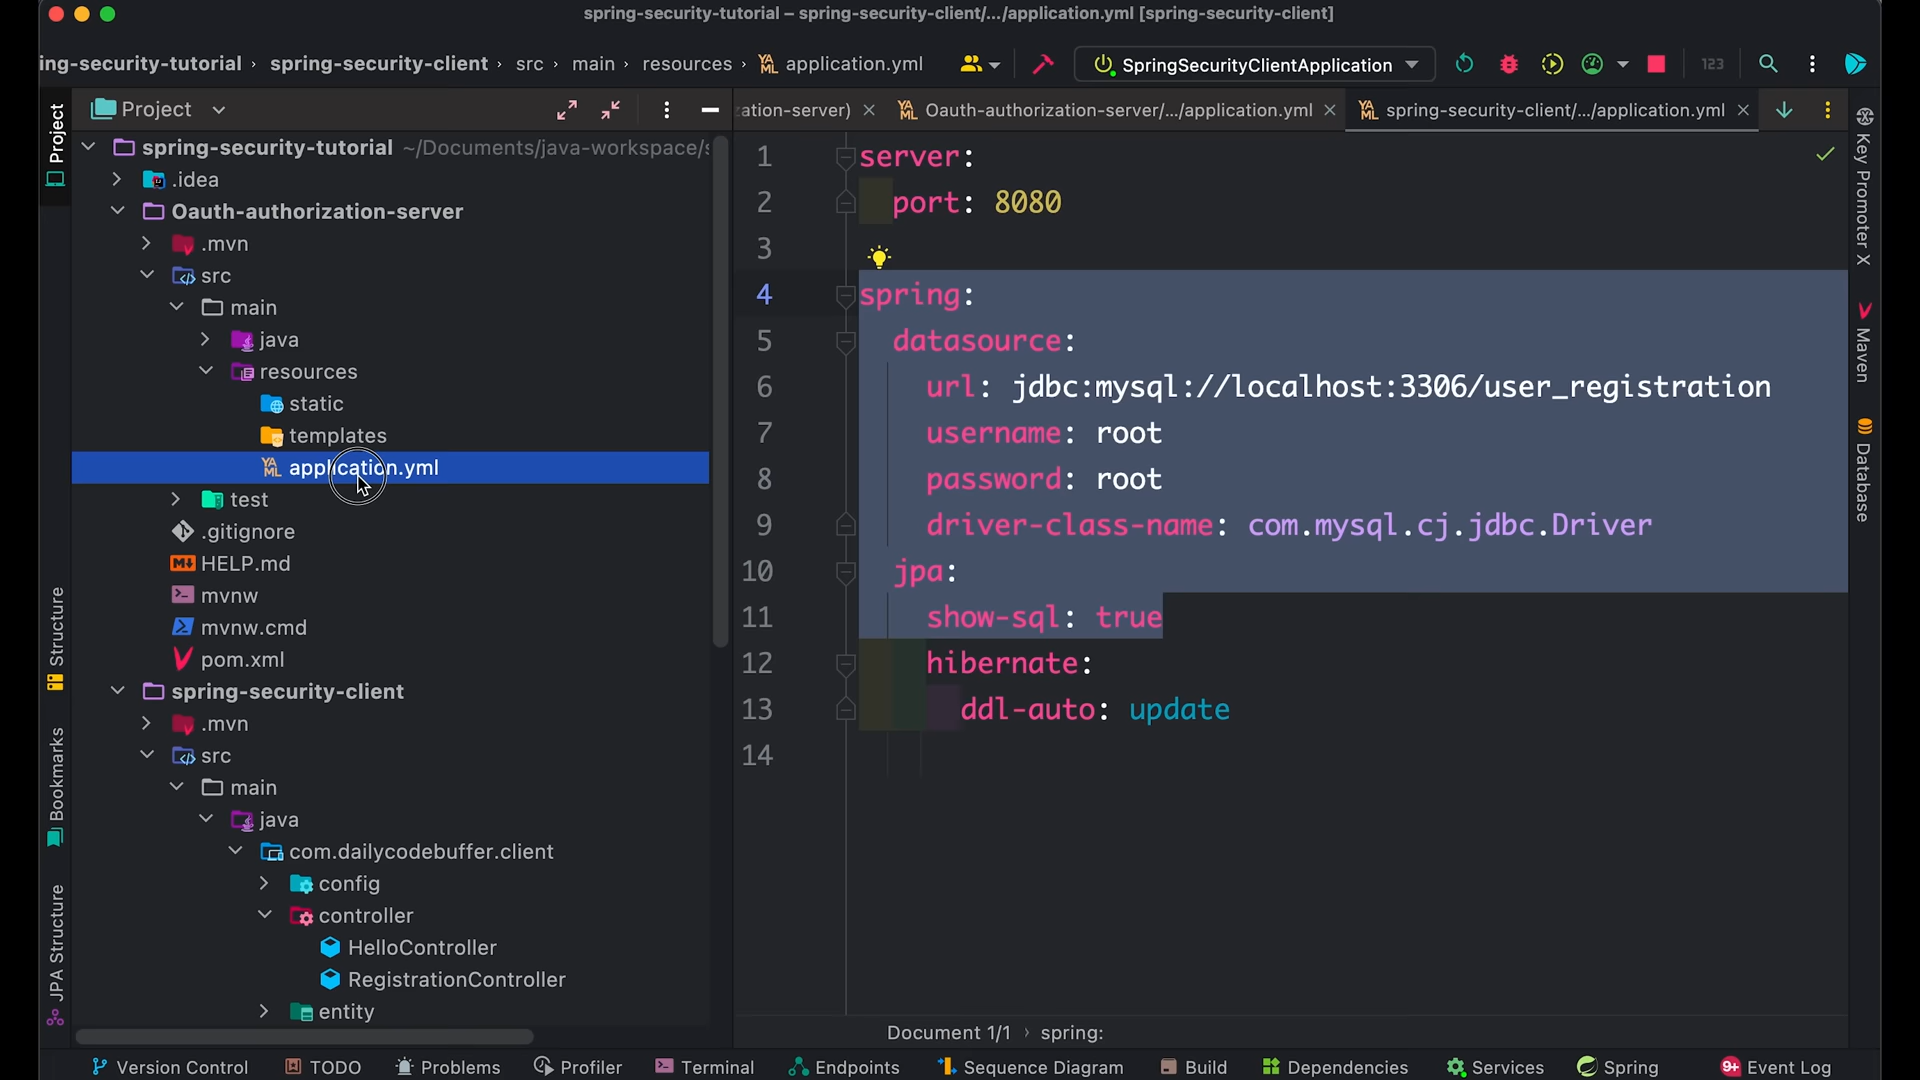 spring-security-tutorial – spring-security-client/.../application.yml [spring-security-client]
ing-security-tutorial › spring-security-client › src › main › resources › application.yml
SpringSecurityClientApplication
123
Project
zation-server)
Oauth-authorization-server/.../application.yml
spring-security-client/.../application.yml
Project
Structure
Bookmarks
JPA Structure
spring-security-tutorial ~/Documents/java-workspace/s
.idea
Oauth-authorization-server
.mvn
src
main
java
resources
static
templates
application.yml
test
.gitignore
HELP.md
mvnw
mvnw.cmd
pom.xml
spring-security-client
.mvn
src
main
java
com.dailycodebuffer.client
config
controller
HelloController
RegistrationController
entity
1 server:
2 port: 8080
3
4 spring:
5 datasource:
6 url: jdbc:mysql://localhost:3306/user_registration
7 username: root
8 password: root
9 driver-class-name: com.mysql.cj.jdbc.Driver
10 jpa:
11 show-sql: true
12 hibernate:
13 ddl-auto: update
14
Key Promoter X
Maven
Database
Document 1/1 › spring:
Version Control
TODO
Problems
Profiler
Terminal
Endpoints
Sequence Diagram
Build
Dependencies
Services
Spring
9+ Event Log